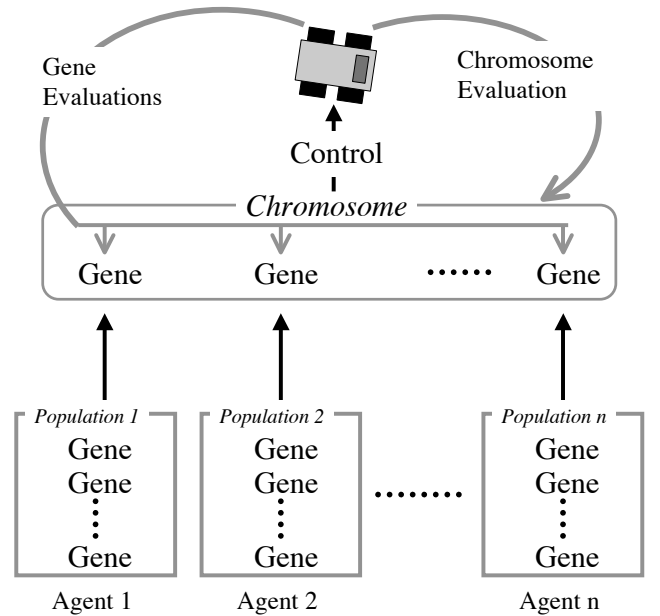 Gene
Evaluations
Chromosome
Evaluation
Control
Chromosome
Gene Gene ...... Gene
Population 1 Population 2 Population n
Gene Gene Gene
Gene Gene ........ Gene
Gene Gene Gene
Agent 1 Agent 2 Agent n